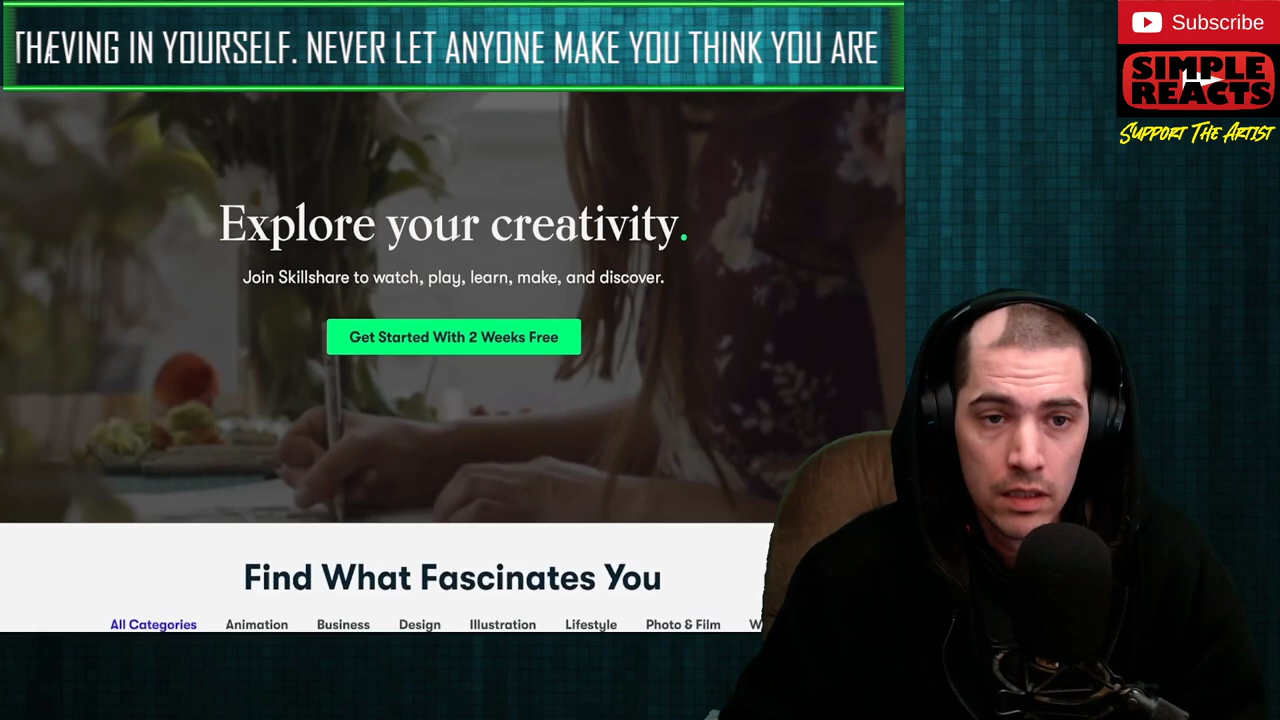 EVING IN YOURSELF. NEVER LET ANYONE MAKE YOU THINK YOU ARE
Subscribe
SIMPLE
REACTS
Support The Artist
Explore your creativity.
Join Skillshare to watch, play, learn, make, and discover.
Get Started With 2 Weeks Free
Find What Fascinates You
All Categories Animation Business Design Illustration Lifestyle Photo & Film